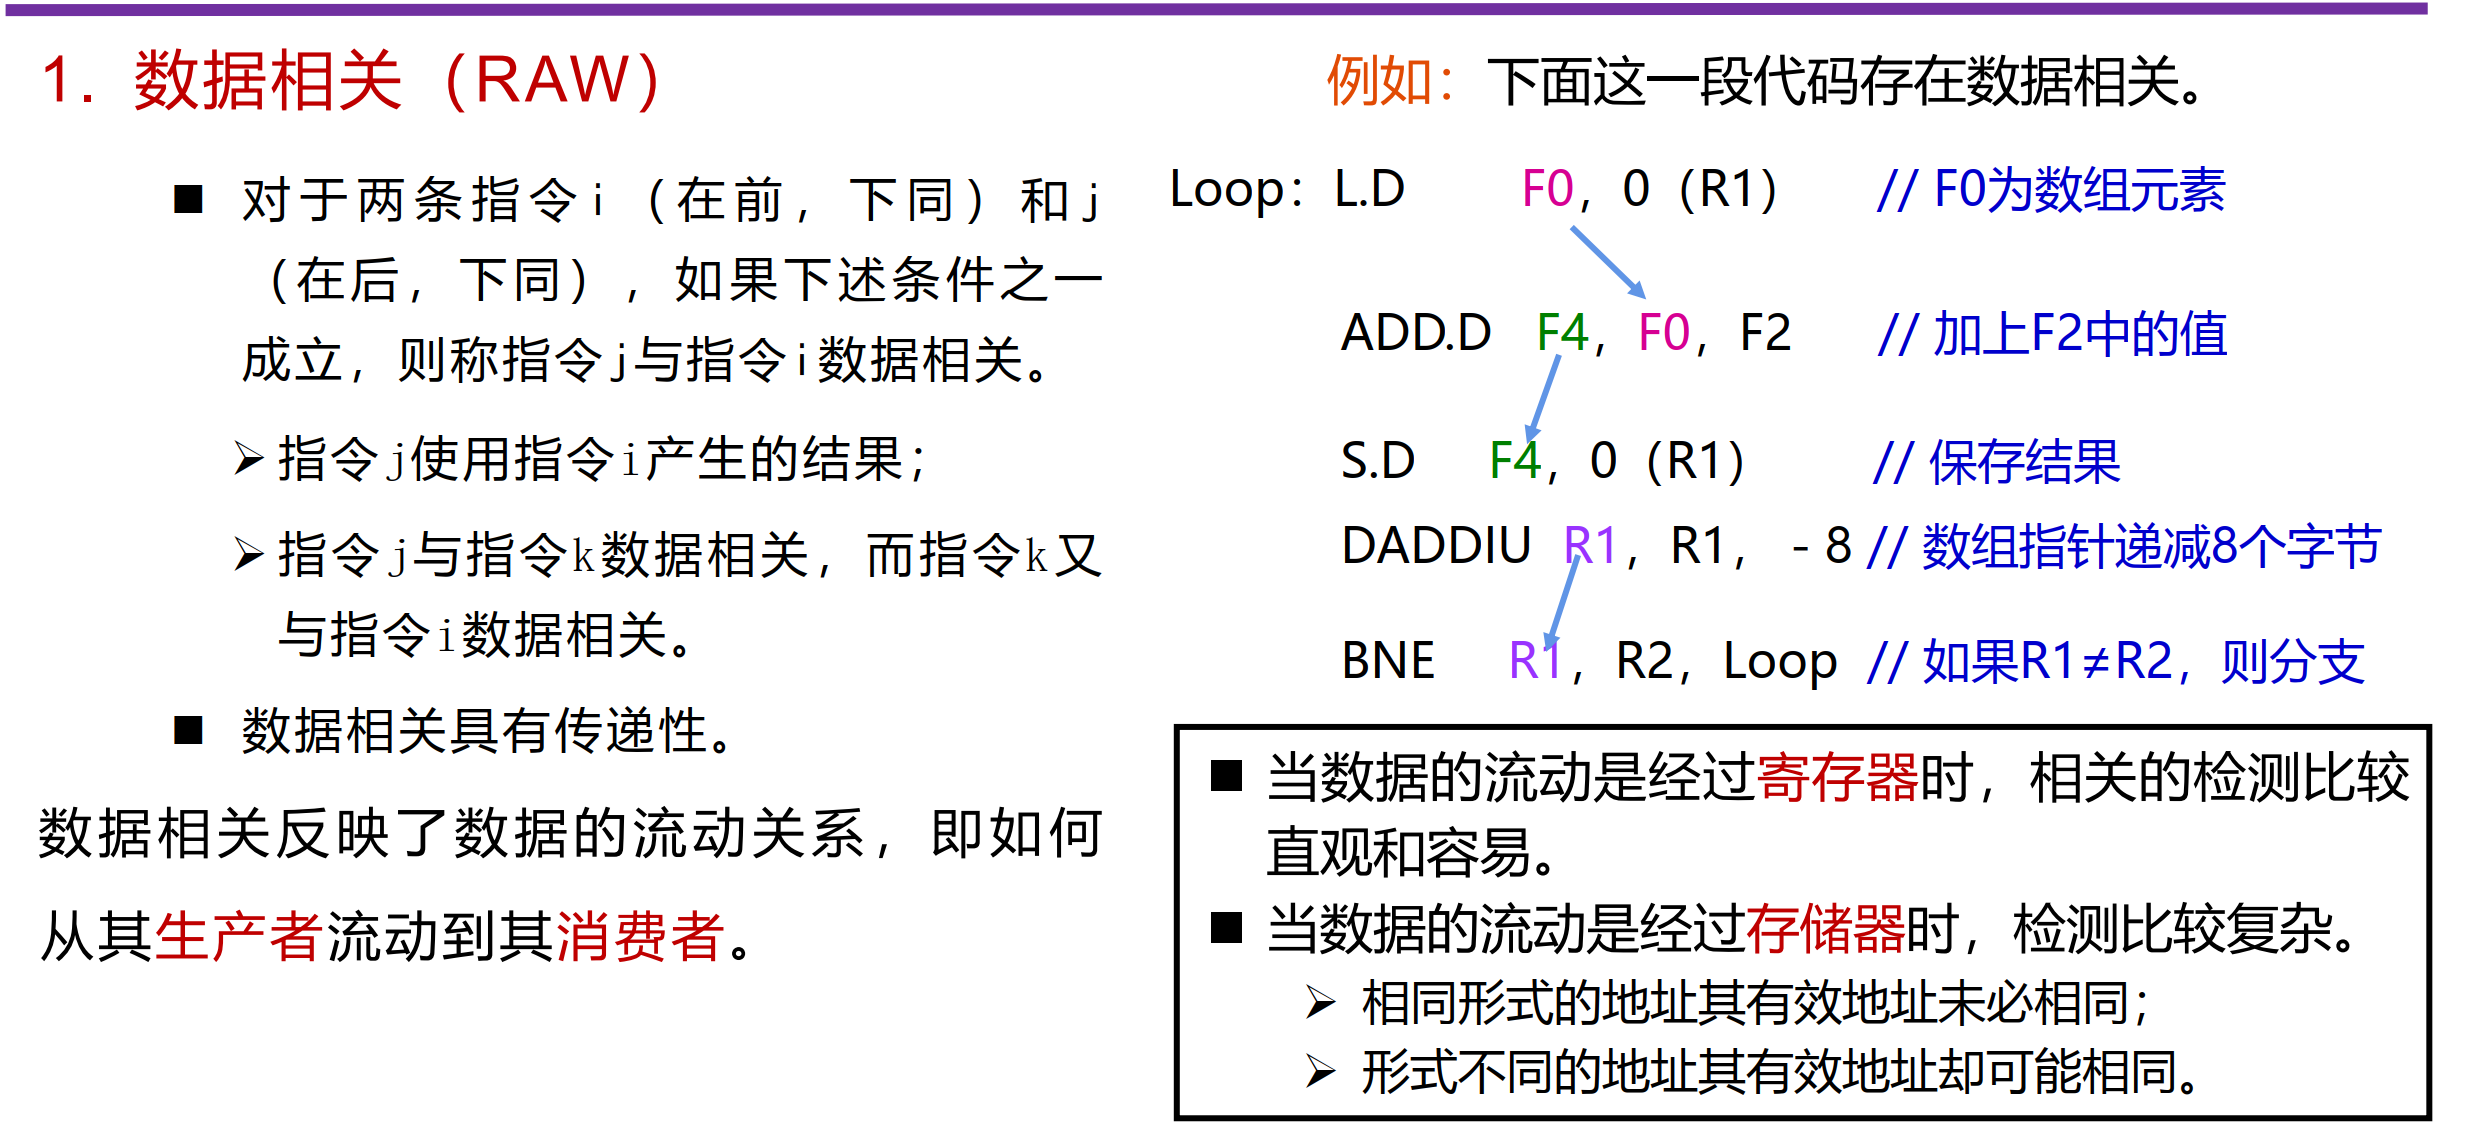 1. 数据相关（RAW）
■ 对于两条指令i（在前，下同）和j
（在后，下同），如果下述条件之一
成立，则称指令j与指令i数据相关。
➢ 指令j使用指令i产生的结果；
➢ 指令j与指令k数据相关，而指令k又
与指令i数据相关。
■ 数据相关具有传递性。
数据相关反映了数据的流动关系，即如何
从其生产者流动到其消费者。
例如：下面这一段代码存在数据相关。
Loop：L.D F0，0（R1） // F0为数组元素
ADD.D F4，F0，F2 // 加上F2中的值
S.D F4，0（R1） // 保存结果
DADDIU R1，R1，-8 // 数组指针递减8个字节
BNE R1，R2，Loop // 如果R1≠R2，则分支
■ 当数据的流动是经过寄存器时，相关的检测比较
直观和容易。
■ 当数据的流动是经过存储器时，检测比较复杂。
➢ 相同形式的地址其有效地址未必相同；
➢ 形式不同的地址其有效地址却可能相同。